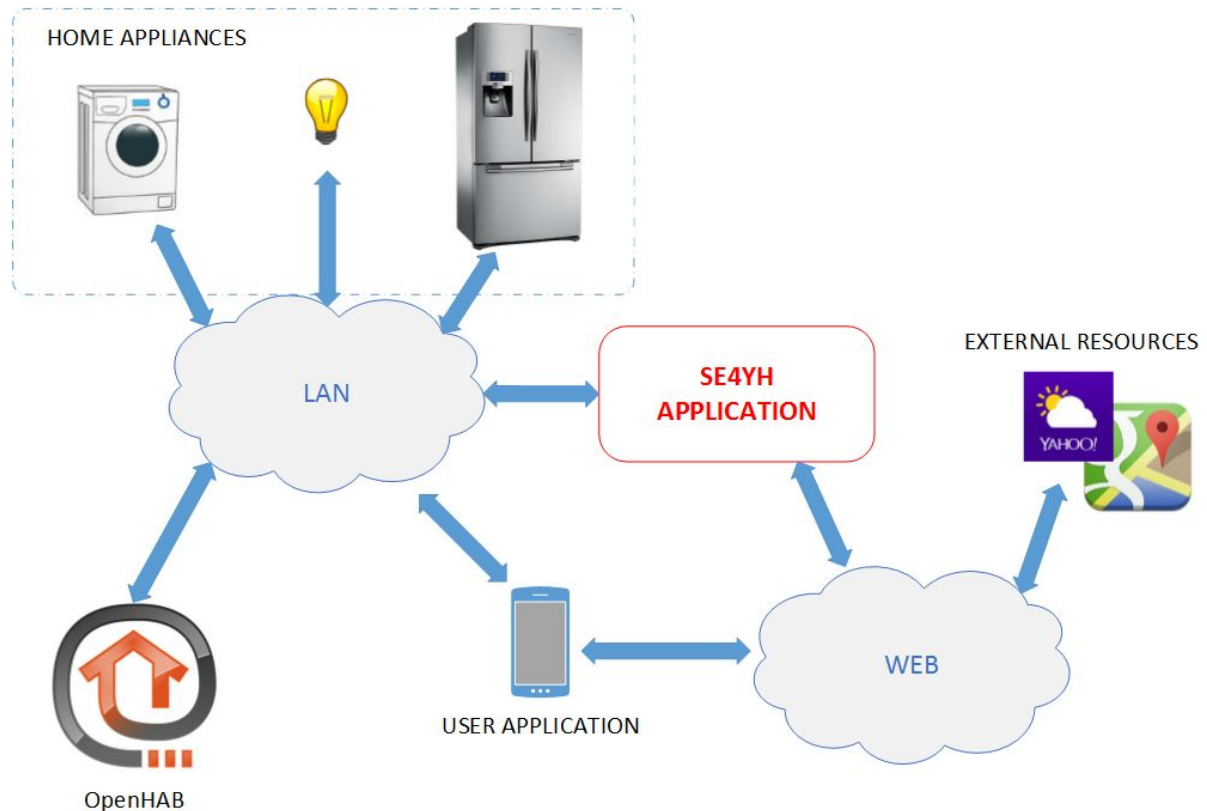 HOME APPLIANCES
LAN
SE4YH
APPLICATION
EXTERNAL RESOURCES
YAHOO!
WEB
USER APPLICATION
OpenHAB